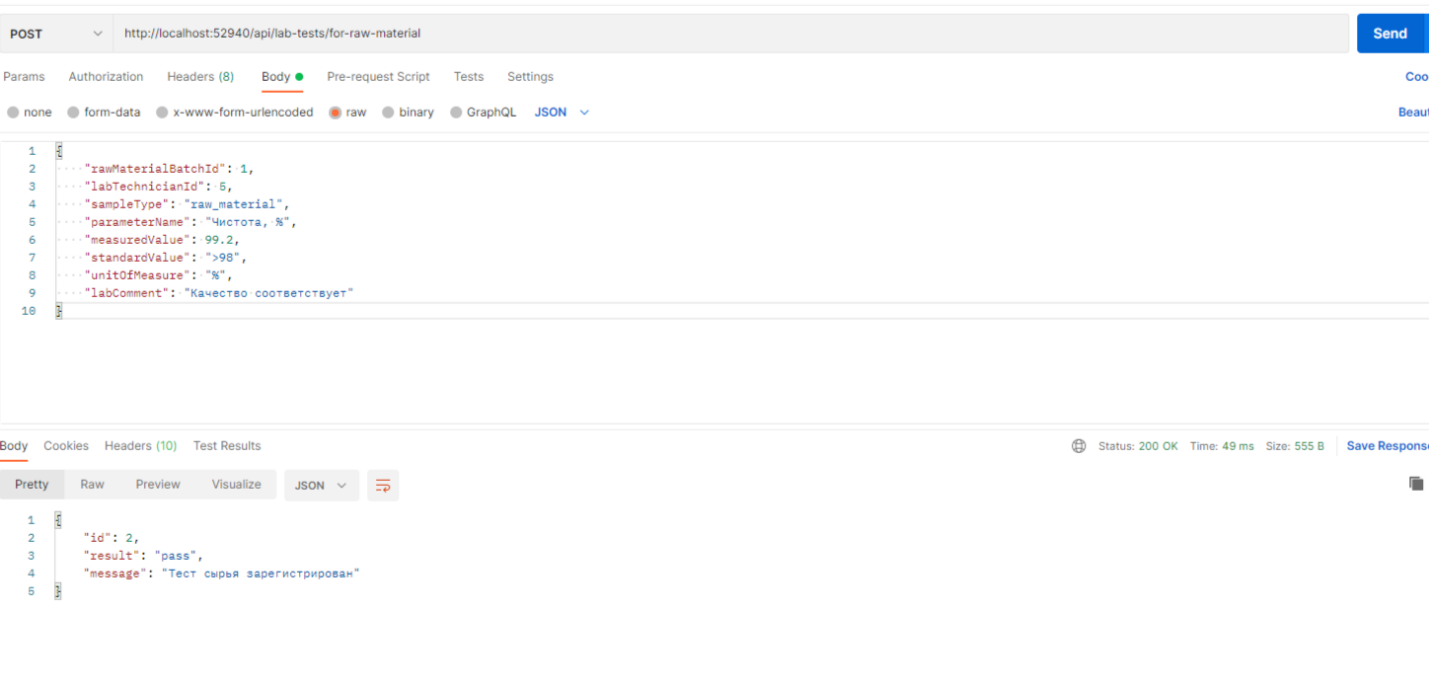 POST http://localhost:52940/api/lab-tests/for-raw-material Send
Params Authorization Headers (8) Body Pre-request Script Tests Settings Coo
none form-data x-www-form-urlencoded raw binary GraphQL JSON Beaut
1 {
2 "rawMaterialBatchId": 1,
3 "labTechnicianId": 5,
4 "sampleType": "raw_material",
5 "parameterName": "Чистота, %",
6 "measuredValue": 99.2,
7 "standardValue": ">98",
8 "unitOfMeasure": "%",
9 "labComment": "Качество соответствует"
10 }
Body Cookies Headers (10) Test Results Status: 200 OK Time: 49 ms Size: 555 B Save Response
Pretty Raw Preview Visualize JSON
1 {
2 "id": 2,
3 "result": "pass",
4 "message": "Тест сырья зарегистрирован"
5 }